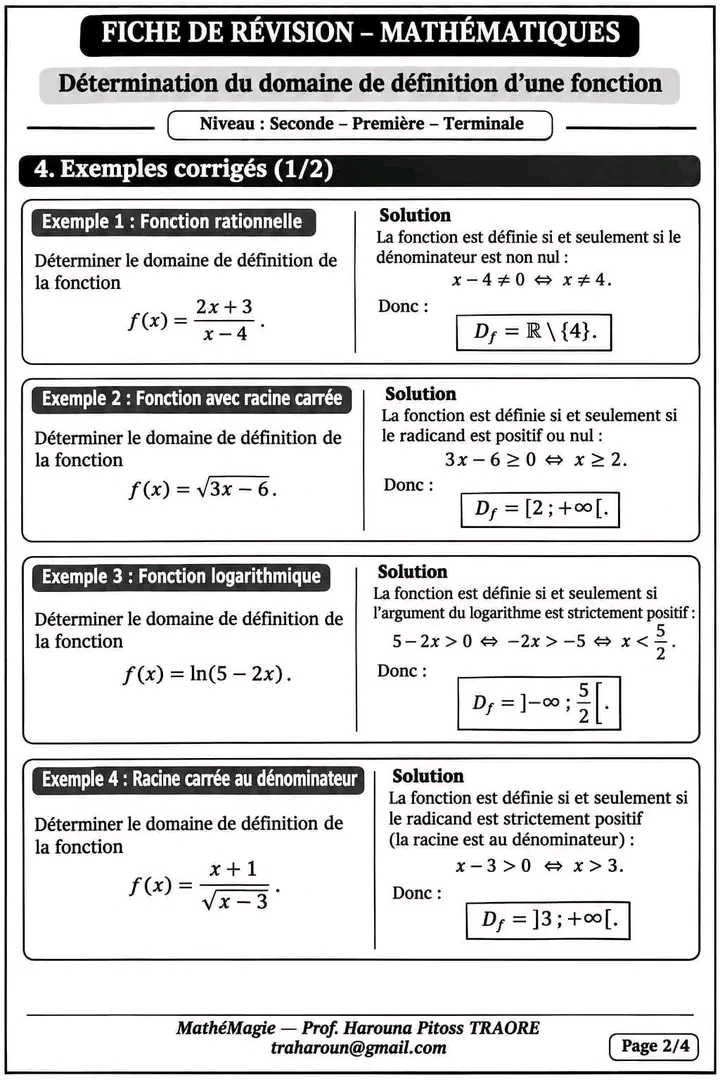 FICHE DE RÉVISION – MATHÉMATIQUES
Détermination du domaine de définition d'une fonction
Niveau : Seconde – Première – Terminale
4. Exemples corrigés (1/2)
Exemple 1 : Fonction rationnelle
Déterminer le domaine de définition de
la fonction
f(x) = (2x + 3)/(x − 4) .
Solution
La fonction est définie si et seulement si le
dénominateur est non nul :
x − 4 ≠ 0 ⇔ x ≠ 4.
Donc :
D_f = ℝ \ {4}.
Exemple 2 : Fonction avec racine carrée
Déterminer le domaine de définition de
la fonction
f(x) = √(3x − 6).
Solution
La fonction est définie si et seulement si
le radicand est positif ou nul :
3x − 6 ≥ 0 ⇔ x ≥ 2.
Donc :
D_f = [2 ; +∞[.
Exemple 3 : Fonction logarithmique
Déterminer le domaine de définition de
la fonction
f(x) = ln(5 − 2x).
Solution
La fonction est définie si et seulement si
l'argument du logarithme est strictement positif :
5 − 2x > 0 ⇔ −2x > −5 ⇔ x < 5/2 .
Donc :
D_f = ]−∞ ; 5/2[.
Exemple 4 : Racine carrée au dénominateur
Déterminer le domaine de définition de
la fonction
f(x) = (x + 1)/√(x − 3) .
Solution
La fonction est définie si et seulement si
le radicand est strictement positif
(la racine est au dénominateur) :
x − 3 > 0 ⇔ x > 3.
Donc :
D_f = ]3 ; +∞[.
MathéMagie — Prof. Harouna Pitoss TRAORE
traharoun@gmail.com
Page 2/4